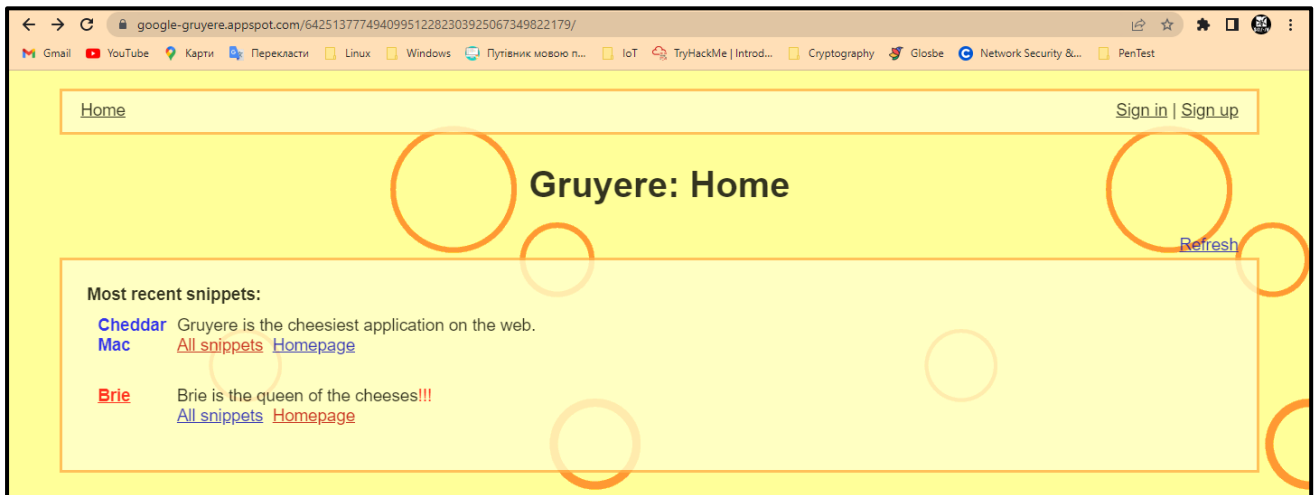 google-gruyere.appspot.com/642513777494099512282303925067349822179/
Gmail YouTube Карти Перекласти Linux Windows Путівник мовою п... IoT TryHackMe | Introd... Cryptography Glosbe Network Security &... PenTest
Home Sign in | Sign up
Gruyere: Home
Refresh
Most recent snippets:
Cheddar Gruyere is the cheesiest application on the web.
Mac All snippets Homepage
Brie Brie is the queen of the cheeses!!!
All snippets Homepage